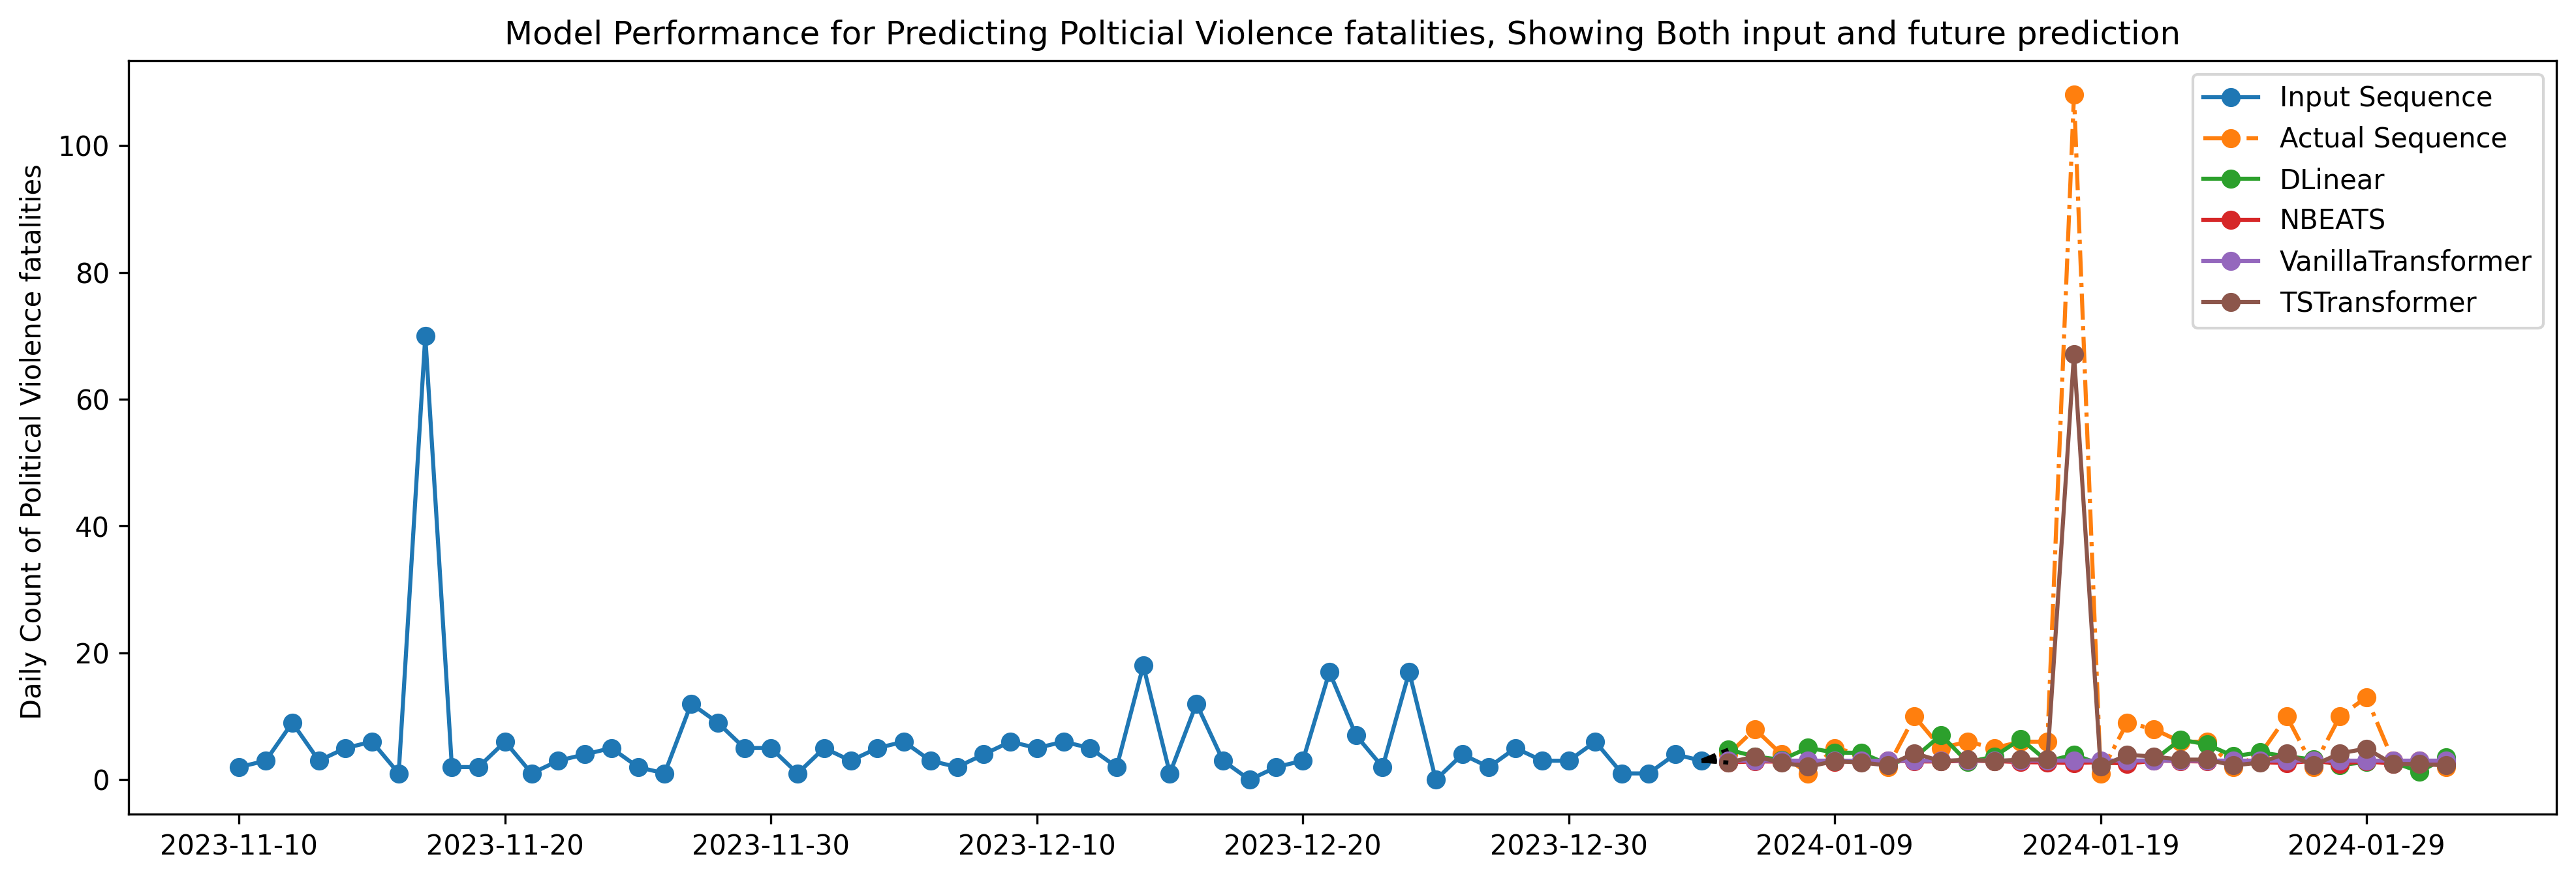 Model Performance for Predicting Polticial Violence fatalities, Showing Both input and future prediction
Daily Count of Political Violence fatalities
100
80
60
40
20
0
Input Sequence
Actual Sequence
DLinear
NBEATS
VanillaTransformer
TSTransformer
2023-11-10
2023-11-20
2023-11-30
2023-12-10
2023-12-20
2023-12-30
2024-01-09
2024-01-19
2024-01-29